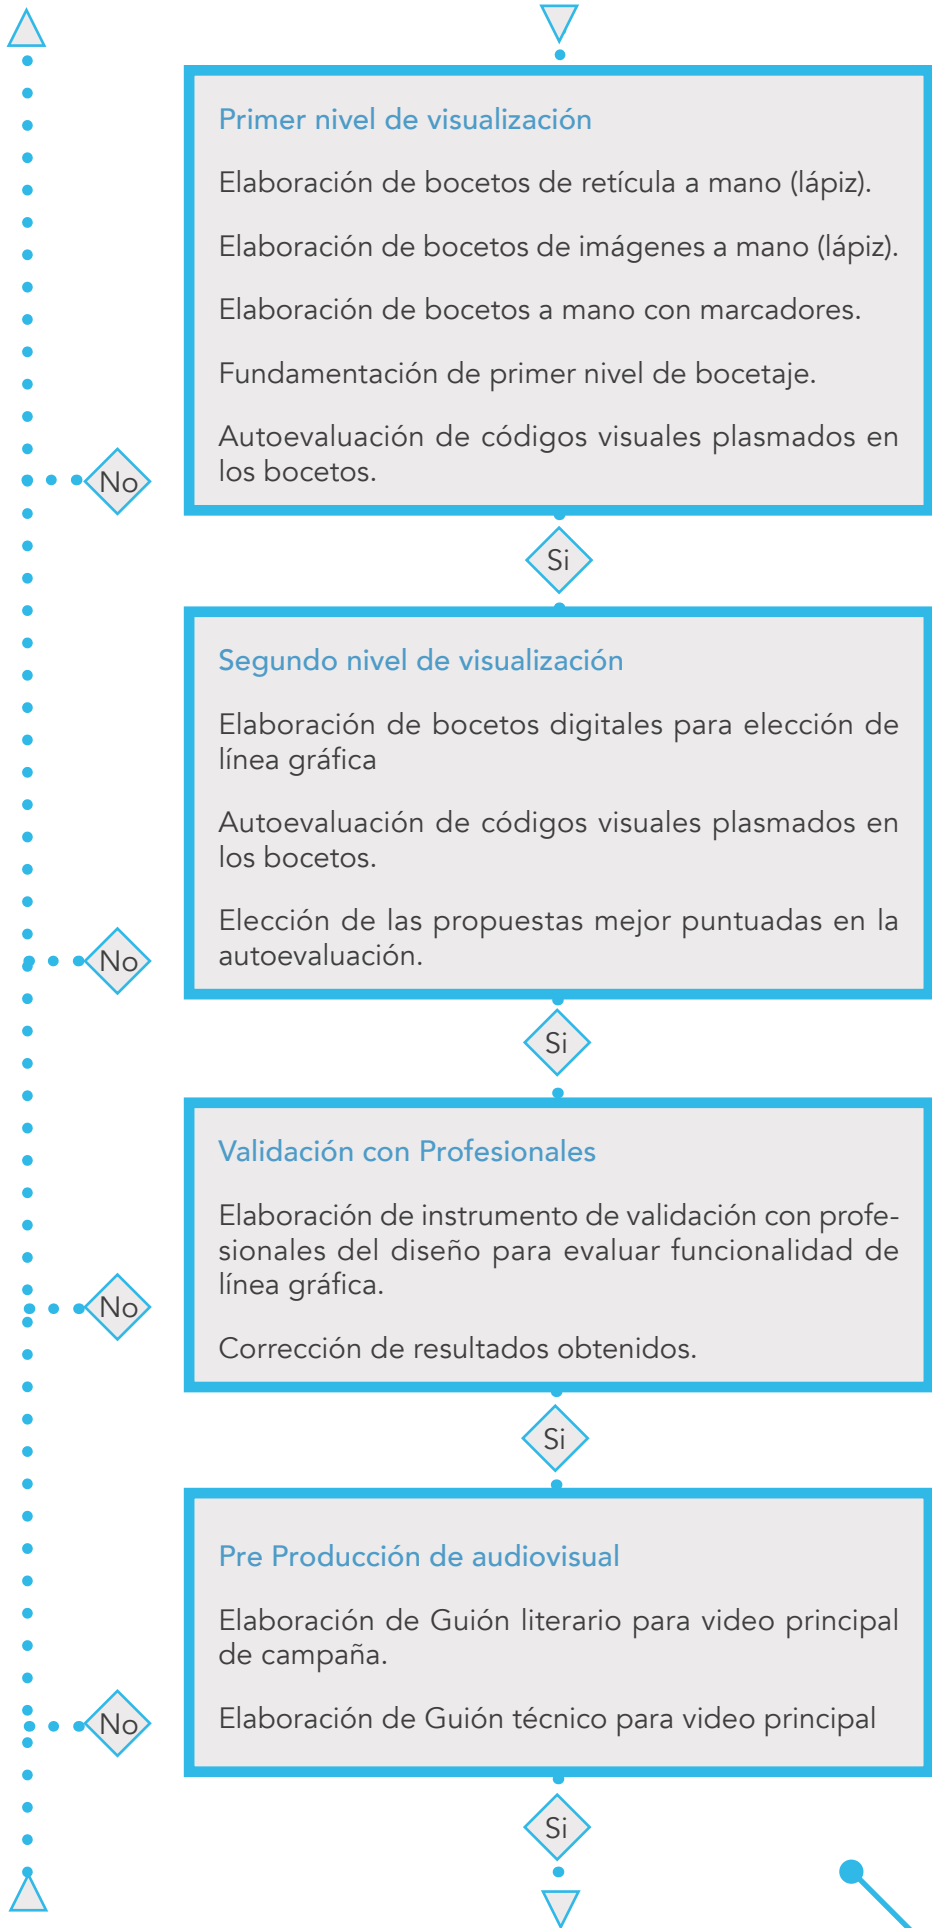 Primer nivel de visualización
Elaboración de bocetos de retícula a mano (lápiz).
Elaboración de bocetos de imágenes a mano (lápiz).
Elaboración de bocetos a mano con marcadores.
Fundamentación de primer nivel de bocetaje.
Autoevaluación de códigos visuales plasmados en
los bocetos.
No
Si
Segundo nivel de visualización
Elaboración de bocetos digitales para elección de
línea gráfica
Autoevaluación de códigos visuales plasmados en
los bocetos.
Elección de las propuestas mejor puntuadas en la
autoevaluación.
No
Si
Validación con Profesionales
Elaboración de instrumento de validación con profe-
sionales del diseño para evaluar funcionalidad de
línea gráfica.
No
Corrección de resultados obtenidos.
Si
Pre Producción de audiovisual
Elaboración de Guión literario para video principal
de campaña.
Elaboración de Guión técnico para video principal
No
Si